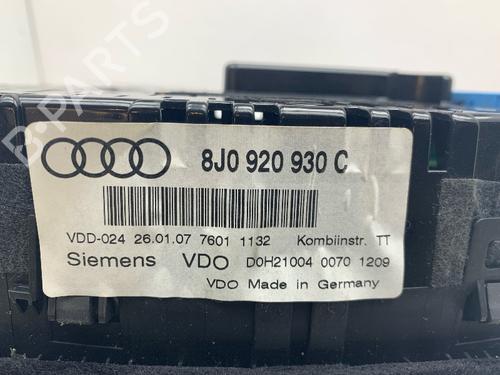 B-PARTS
8J0 920 930 C
VDD-024 26.01.07 7601 1132 Kombiinstr. TT
Siemens VDO D0H21004 0070 1209
VDO Made in Germany